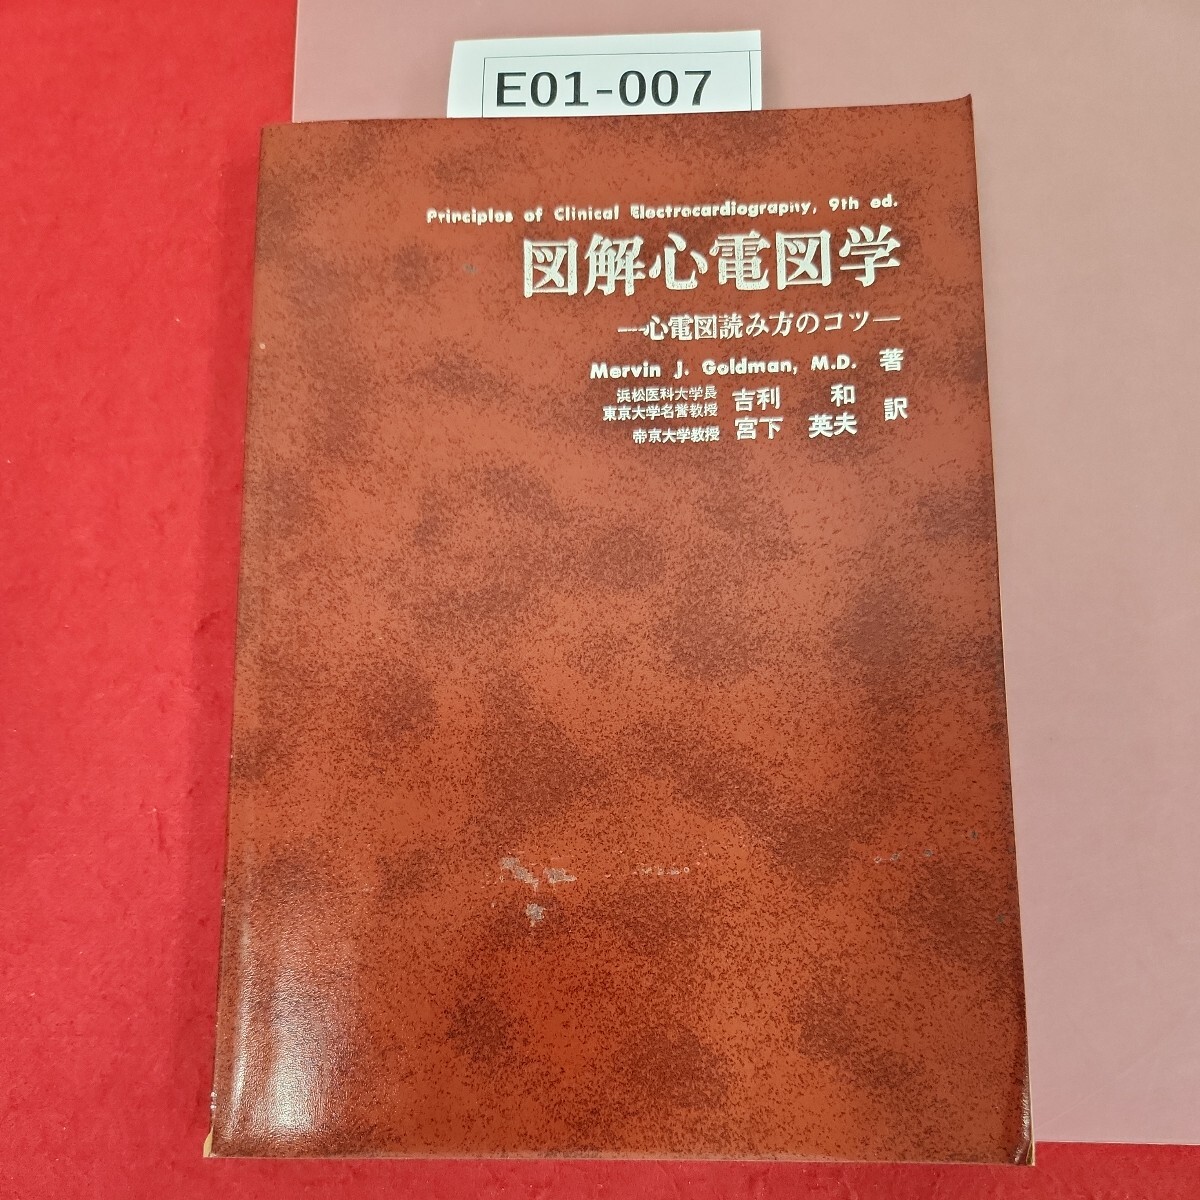 E01-007
Principles of Clinical Electrocardiography, 9th ed.
図解心電図学
―心電図読み方のコツ―
Mervin J. Goldman, M.D. 著
浜松医科大学長
東京大学名誉教授 吉利 和
帝京大学教授 宮下 英夫 訳